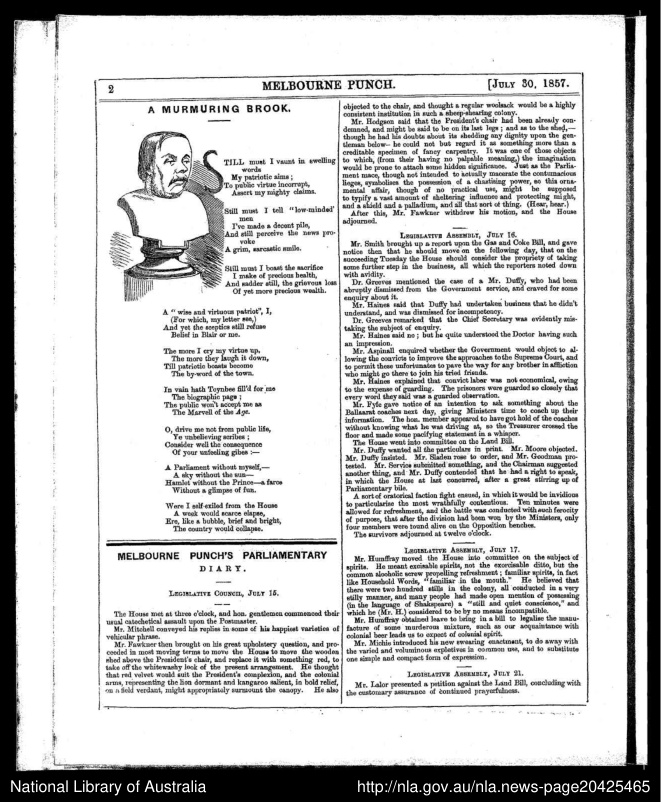 2
MELBOURNE PUNCH.
[JULY 30, 1857.
A MURMURING BROOK.
STILL must I vaunt in swelling
words
My patriotic aims;
To public virtue incorrupt,
Assert my mighty claims.
Still must I tell "low-minded'
men
I've made a decent pile,
And still perceive the news pro-
voke
A grim, sarcastic smile.
Still must I boast the sacrifice
I make of precious health,
And sadder still, the grievous loss
Of yet more precious wealth.
A "wise and virtuous patriot", I,
(For which, my letter see,)
And yet the sceptics still refuse
Belief in Blair or me.
The more I cry my virtue up,
The more they laugh it down,
Till patriotic boasts become
The by-word of the town.
In vain hath Toynbee fill'd for me
The biographic page;
The public won't accept me as
The Marvell of the Age.
O, drive me not from public life,
Ye unbelieving scribes;
Consider well the consequence
Of your unfeeling gibes:—
A Parliament without myself,—
A sky without the sun—
Hamlet without the Prince—a farce
Without a glimpse of fun.
Were I self-exiled from the House
A week would scarce elapse,
Ere, like a bubble, brief and bright,
The country would collapse.
MELBOURNE PUNCH'S PARLIAMENTARY
DIARY.
LEGISLATIVE COUNCIL, JULY 15.
The House met at three o'clock, and hon. gentlemen commenced their
usual catechetical assault upon the Postmaster.
Mr. Mitchell conveyed his replies in some of his happiest varieties of
vehicular phrase.
Mr. Fawkner then brought on his great upholstery question, and pro-
ceeded in most moving terms to move the House to move the wooden
shed above the President's chair, and replace it with something red, to
take off the whitewashy look of the present arrangement. He thought
that red velvet would suit the President's complexion, and the colonial
arms, representing the lion dormant and kangaroo salient, in bold relief,
on a field verdant, might appropriately surmount the canopy. He also
objected to the chair, and thought a regular woolsack would be a highly
consistent institution in such a sheep-shearing colony.
Mr. Hodgson said that the President's chair had been already con-
demned, and might be said to be on its last legs; and as to the shed,—
though he had his doubts about its shedding any dignity upon the gen-
tleman below—he could not but regard it as something more than a
creditable specimen of fancy carpentry. It was one of those objects
to which, (from their having no palpable meaning,) the imagination
would be prone to attach some hidden significance. Just as the Parlia-
ment mace, though not intended to actually macerate the contumacious
lieges, symbolises the possession of a chastising power, so this orna-
mental affair, though of no practical use, might be supposed
to typify a vast amount of sheltering influence and protecting might,
and a shield and a palladium, and all that sort of thing. (Hear, hear.)
After this, Mr. Fawkner withdrew his motion, and the House
adjourned.
LEGISLATIVE ASSEMBLY, JULY 16.
Mr. Smith brought up a report upon the Gas and Coke Bill, and gave
notice then that he should move on the following day, that on the
succeeding Tuesday the House should consider the propriety of taking
some further step in the business, all which the reporters noted down
with avidity.
Dr. Greeves mentioned the case of a Mr. Duffy, who had been
abruptly dismissed from the Government service, and craved for some
enquiry about it.
Mr. Haines said that Duffy had undertaken business that he didn't
understand, and was dismissed for incompetency.
Dr. Greeves remarked that the Chief Secretary was evidently mis-
taking the subject of enquiry.
Mr. Haines said no; but he quite understood the Doctor having such
an impression.
Mr. Aspinall enquired whether the Government would object to al-
lowing the convicts to improve the approaches to the Supreme Court, and
to permit these unfortunates to pave the way for any brother in affliction
who might go there to join his tried friends.
Mr. Haines explained that convict labor was not economical, owing
to the expense of guarding. The prisoners were guarded so closely that
every word they said was a guarded observation.
Mr. Fyfe gave notice of an intention to ask something about the
Ballaarat coaches next day, giving Ministers time to coach up their
information. The hon. member appeared to have got hold of the coaches
without knowing what he was driving at, so the Treasurer crossed the
floor and made some pacifying statement in a whisper.
The House went into committee on the Land Bill.
Mr. Duffy wanted all the particulars in print. Mr. Moore objected.
Mr. Duffy insisted. Mr. Sladen rose to order, and Mr. Goodman pro-
tested. Mr. Service submitted something, and the Chairman suggested
another thing, and Mr. Duffy contended that he had a right to speak,
in which the House at last concurred, after a great stirring up of
Parliamentary bile.
A sort of oratorical faction fight ensued, in which it would be invidious
to particularise the most wrathfully contentious. Ten minutes were
allowed for refreshment, and the battle was conducted with such ferocity
of purpose, that after the division had been won by the Ministers, only
four members were found alive on the Opposition benches.
The survivors adjourned at twelve o'clock.
LEGISLATIVE ASSEMBLY, JULY 17.
Mr. Humffray moved the House into committee on the subject of
spirits. He meant excisable spirits, not the exorcisable ditto, but the
common alcoholic screw propelling refreshment; familiar spirits, in fact
like Household Words, "familiar in the mouth." He believed that
there were two hundred stills in the colony, all conducted in a very
stilly manner, and many people had made open mention of possessing
(in the language of Shakespeare) a "still and quiet conscience," and
which he (Mr. H.) considered to be by no means incompatible.
Mr. Humffray obtained leave to bring in a bill to legalise the manu-
facture of some murderous mixture, such as our acquaintance with
colonial beer leads us to expect of colonial spirit.
Mr. Michie introduced his new swearing enactment, to do away with
the varied and voluminous expletives in common use, and to substitute
one simple and compact form of expression.
LEGISLATIVE ASSEMBLY, JULY 21.
Mr. Lalor presented a petition against the Land Bill, concluding with
the customary assurance of continued prayerfulness.
National Library of Australia
http://nla.gov.au/nla.news-page20425465